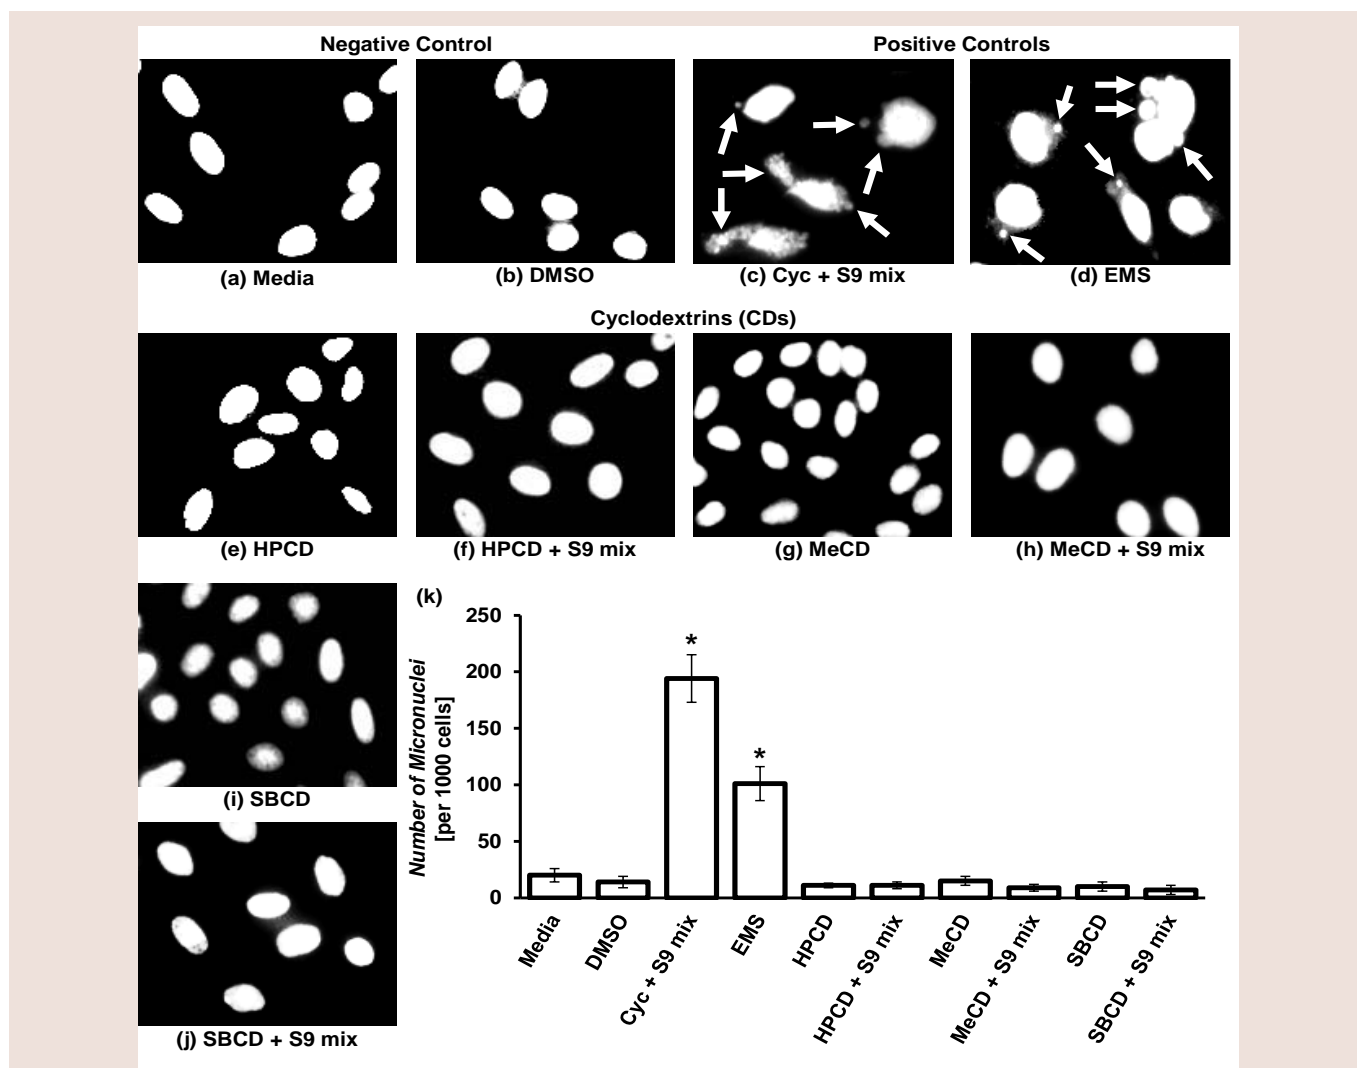 Negative Control
Positive Controls
(a) Media
(b) DMSO
(c) Cyc + S9 mix
(d) EMS
Cyclodextrins (CDs)
(e) HPCD
(f) HPCD + S9 mix
(g) MeCD
(h) MeCD + S9 mix
(i) SBCD
(j) SBCD + S9 mix
(k)
Number of Micronuclei
[per 1000 cells]
250
200
150
100
50
0
*
*
Media
DMSO
Cyc + S9 mix
EMS
HPCD
HPCD + S9 mix
MeCD
MeCD + S9 mix
SBCD
SBCD + S9 mix